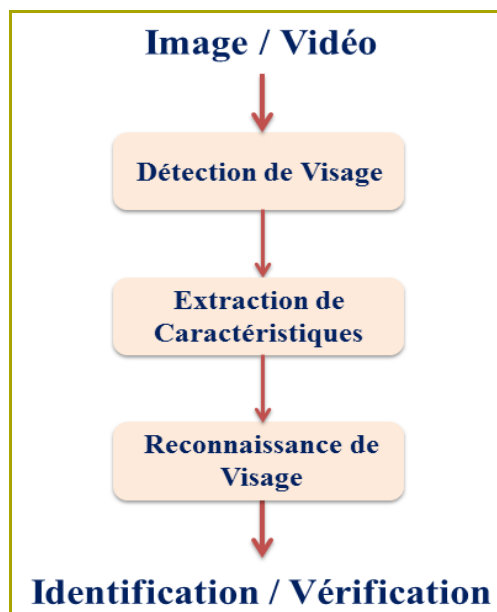 Image / Vidéo
Détection de Visage
Extraction de
Caractéristiques
Reconnaissance de
Visage
Identification / Vérification